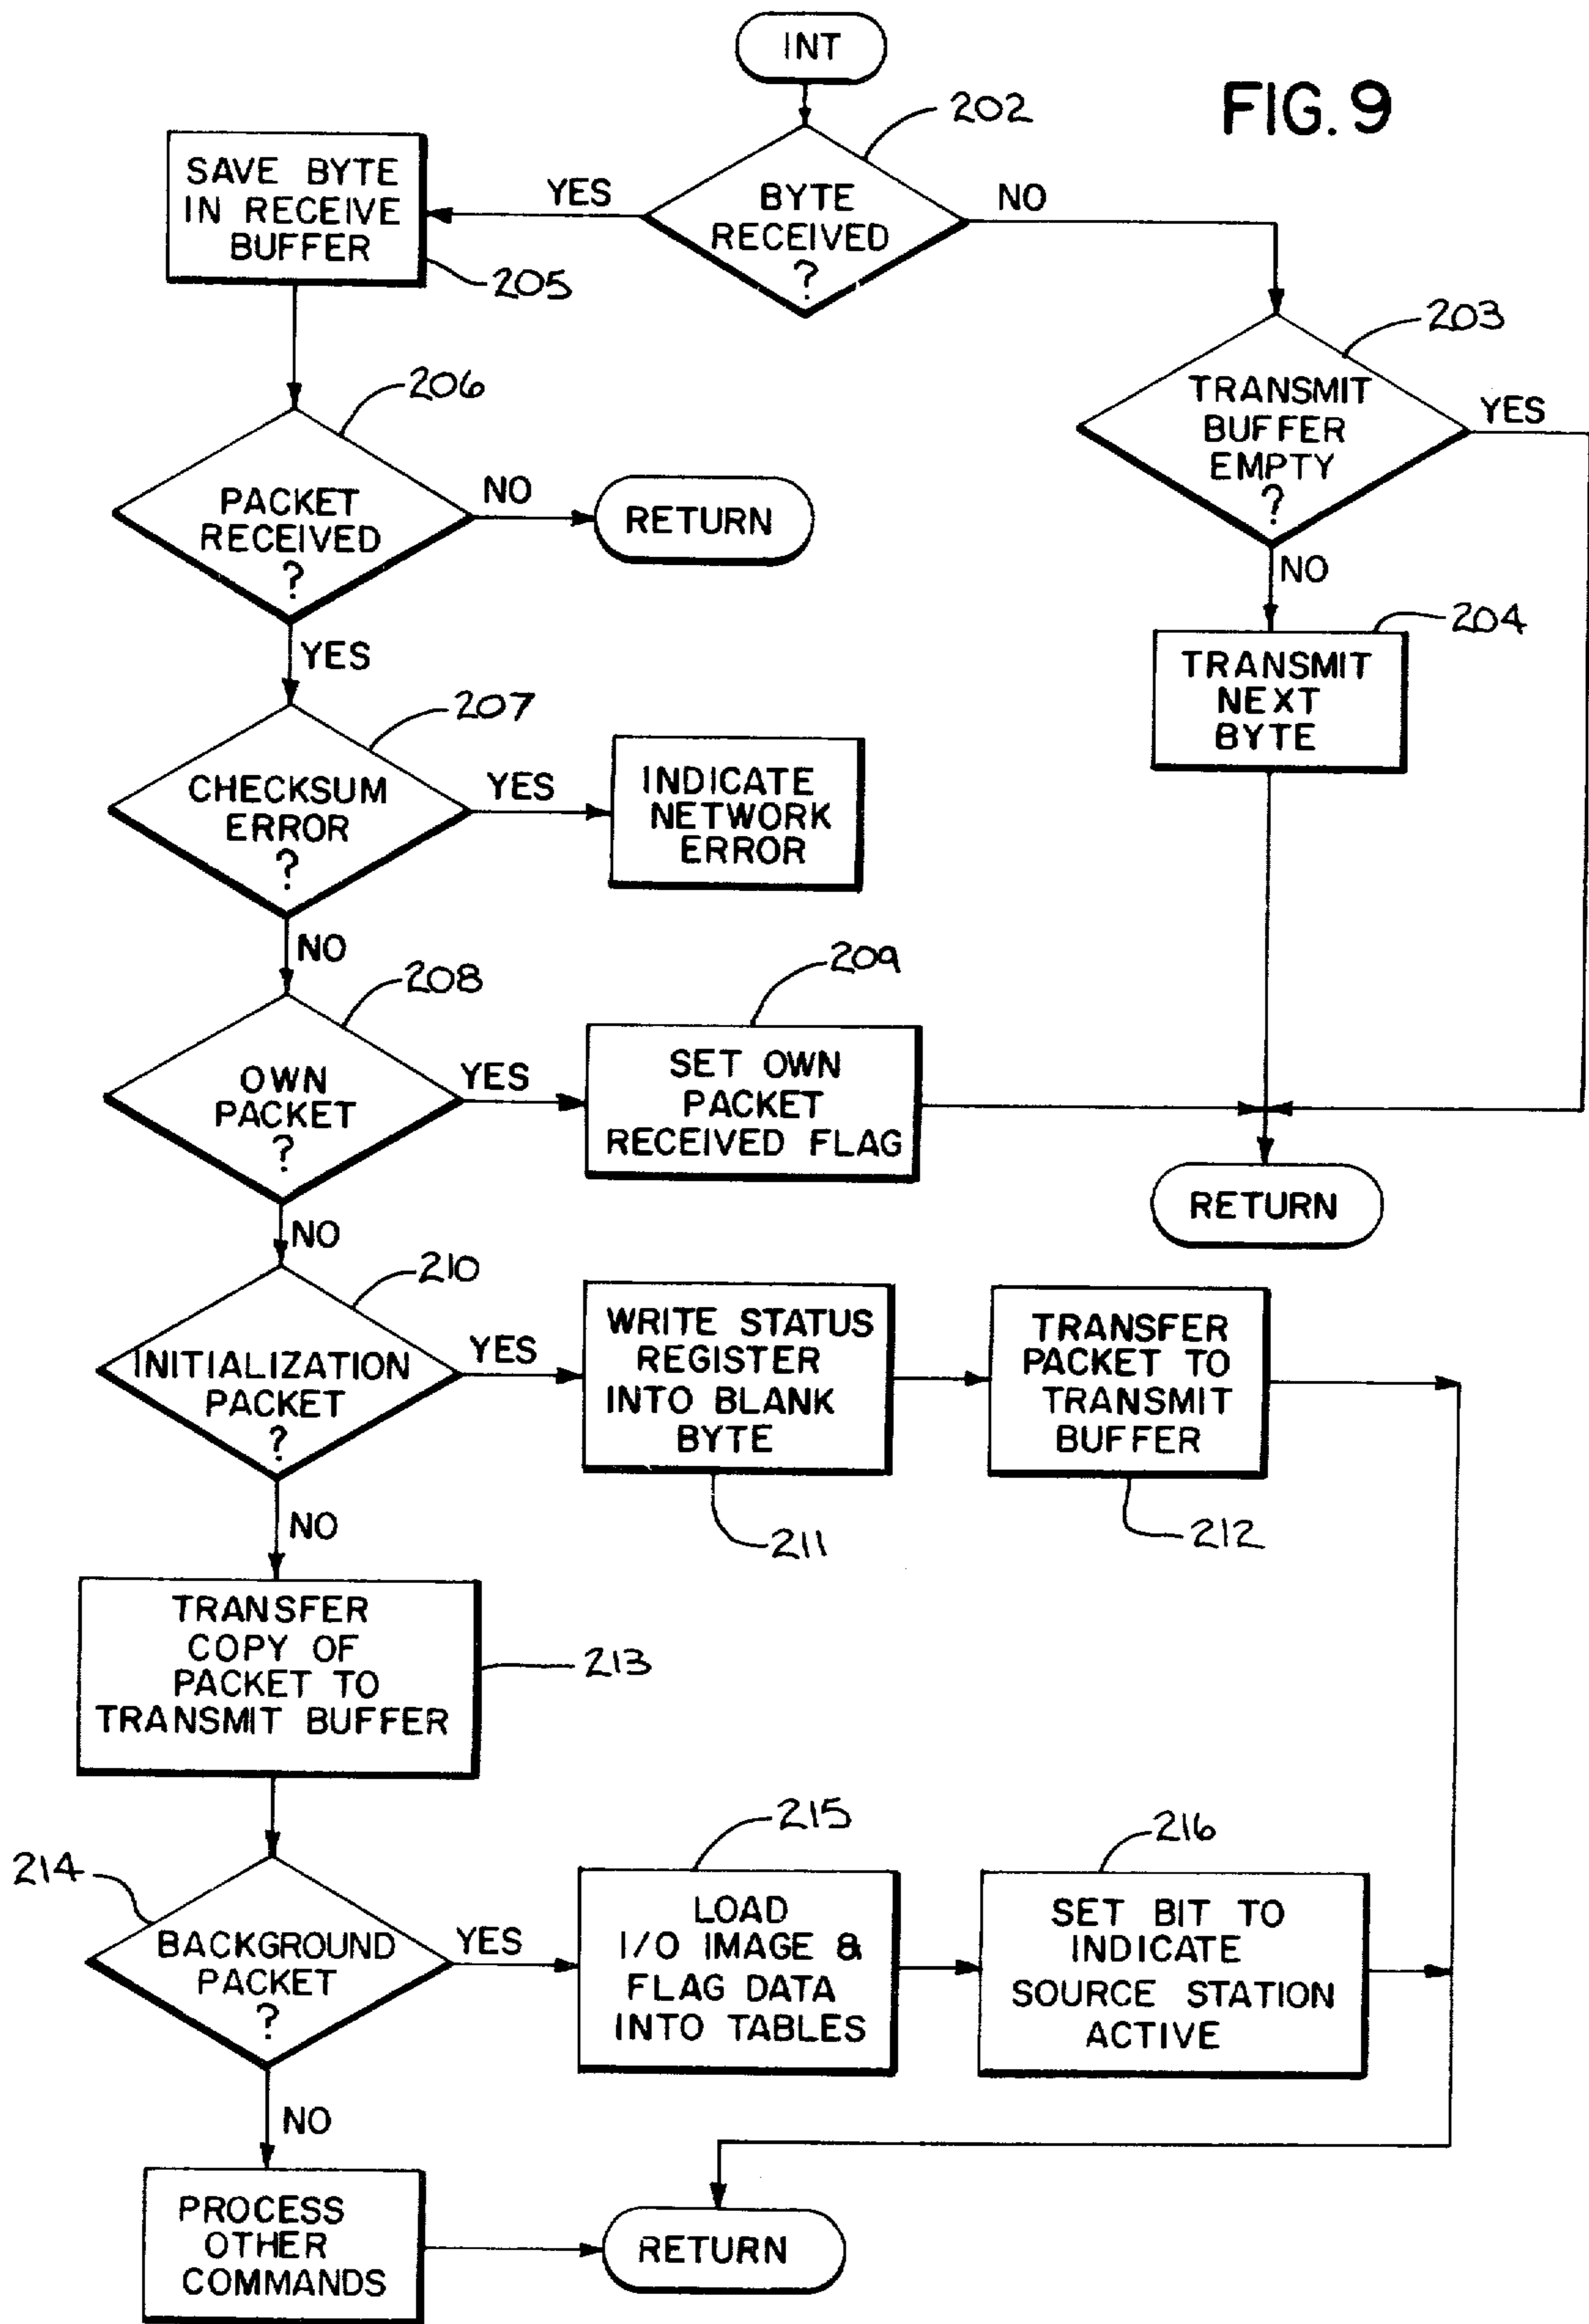 INT
FIG. 9
202
BYTE
RECEIVED
?
YES
NO
SAVE BYTE
IN RECEIVE
BUFFER
205
203
TRANSMIT
BUFFER
EMPTY
?
YES
NO
206
PACKET
RECEIVED
?
NO
RETURN
YES
204
TRANSMIT
NEXT
BYTE
207
CHECKSUM
ERROR
?
YES
INDICATE
NETWORK
ERROR
NO
208
OWN
PACKET
?
YES
209
SET OWN
PACKET
RECEIVED FLAG
RETURN
NO
210
INITIALIZATION
PACKET
?
YES
WRITE STATUS
REGISTER
INTO BLANK
BYTE
211
TRANSFER
PACKET TO
TRANSMIT
BUFFER
212
NO
TRANSFER
COPY OF
PACKET TO
TRANSMIT BUFFER
213
214
BACKGROUND
PACKET
?
YES
215
LOAD
I/O IMAGE &
FLAG DATA
INTO TABLES
216
SET BIT TO
INDICATE
SOURCE STATION
ACTIVE
NO
PROCESS
OTHER
COMMANDS
RETURN